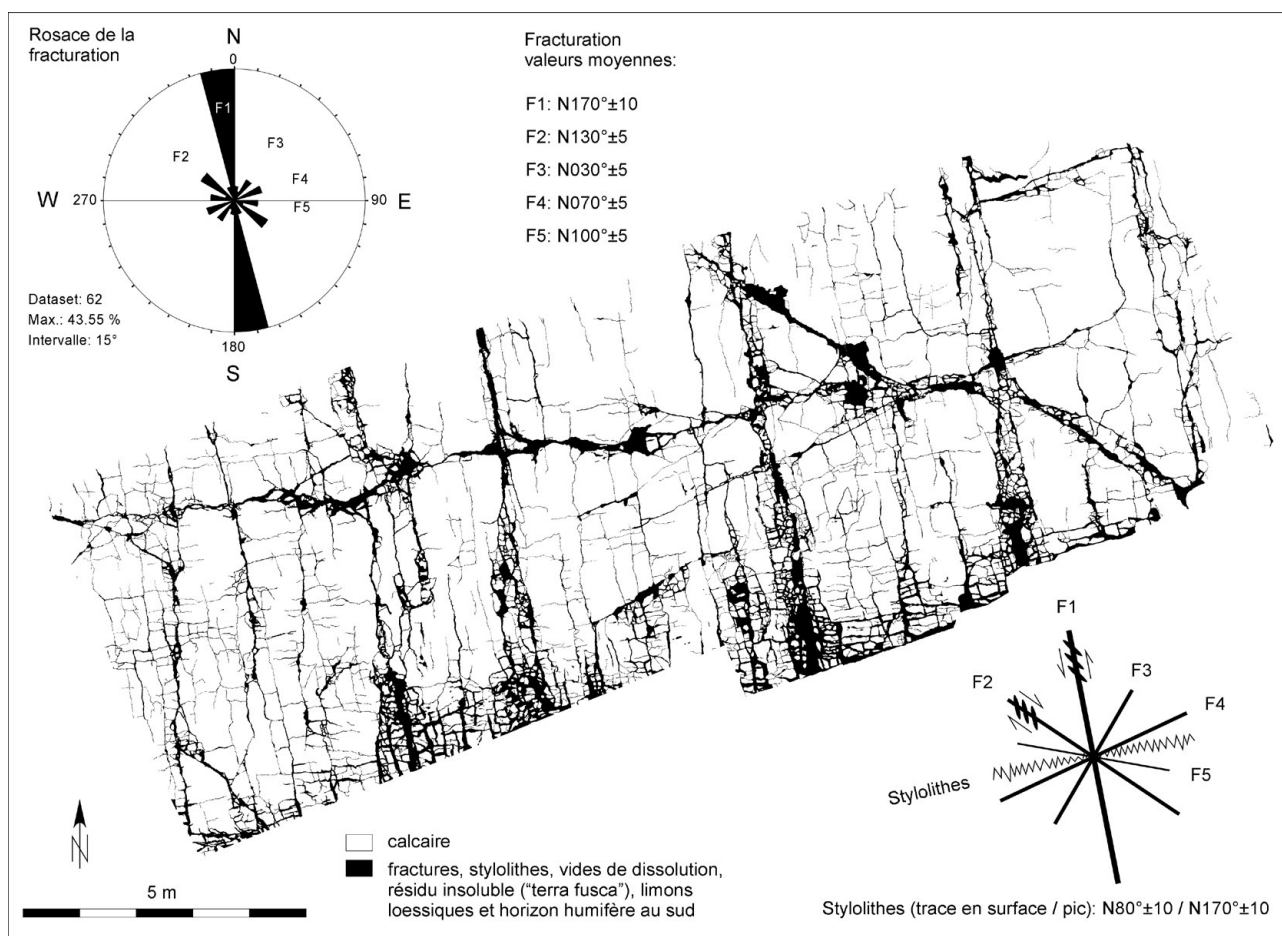 Rosace de la
fracturation
N
0
F1
F2
F3
F4
F5
W
270
90
E
180
S
Dataset: 62
Max.: 43.55 %
Intervalle: 15°
Fracturation
valeurs moyennes:
F1: N170°±10
F2: N130°±5
F3: N030°±5
F4: N070°±5
F5: N100°±5
F1
F2
F3
F4
F5
Stylolithes
N
5 m
calcaire
fractures, stylolithes, vides de dissolution,
résidu insoluble ("terra fusca"), limons
loessiques et horizon humifère au sud
Stylolithes (trace en surface / pic): N80°±10 / N170°±10